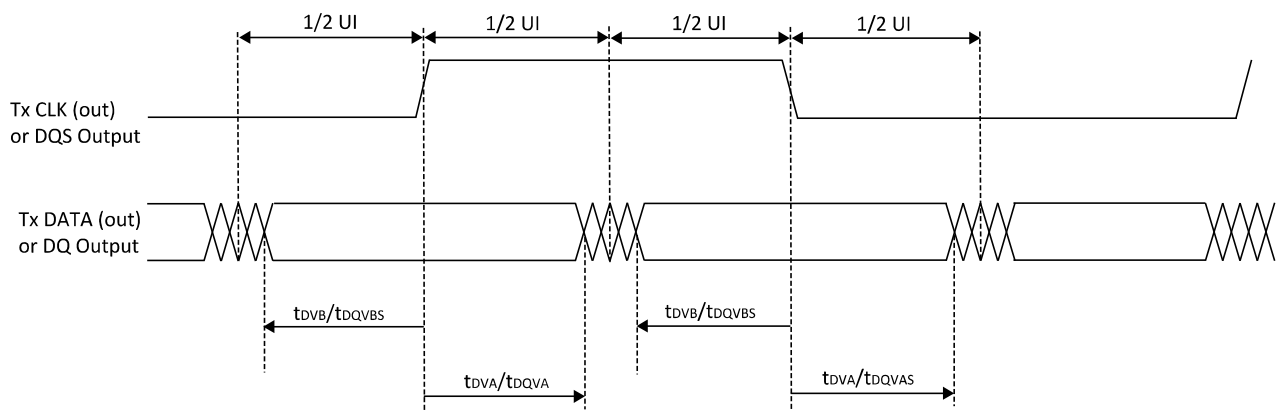 1/2 UI 1/2 UI 1/2 UI 1/2 UI
Tx CLK (out)
or DQS Output
Tx DATA (out)
or DQ Output
tDVB/tDQVBS tDVB/tDQVBS
tDVA/tDQVA tDVA/tDQVAS